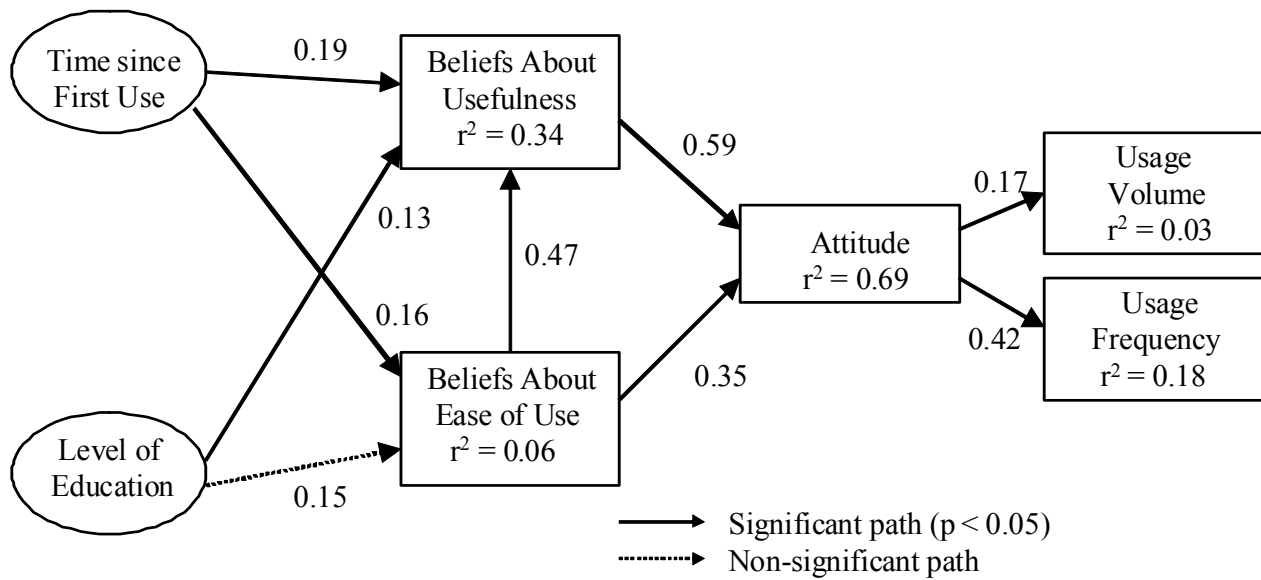 Time since
First Use
0.19
Beliefs About
Usefulness
r² = 0.34
0.59
Usage
Volume
r² = 0.03
0.17
0.13
0.47
Attitude
r² = 0.69
0.16
0.42
Usage
Frequency
r² = 0.18
Beliefs About
Ease of Use
r² = 0.06
0.35
Level of
Education
0.15
Significant path (p < 0.05)
Non-significant path